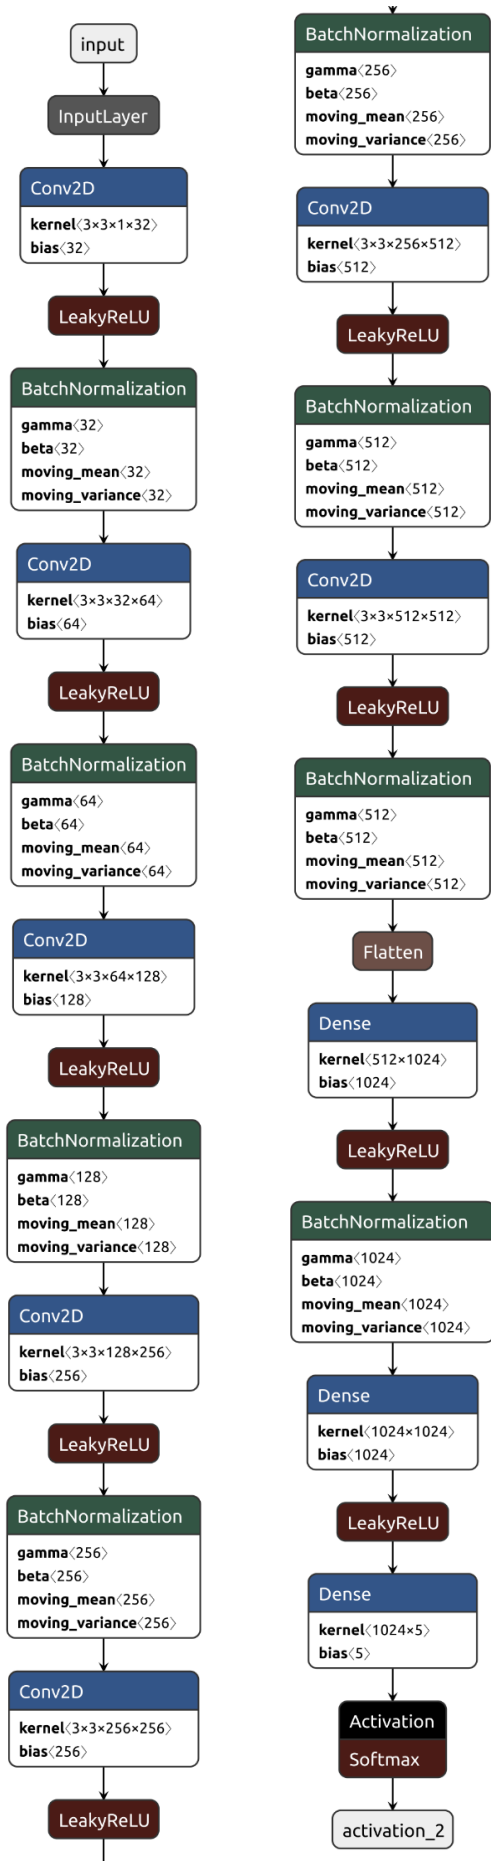 input
InputLayer
Conv2D
kernel〈3×3×1×32〉
bias〈32〉
LeakyReLU
BatchNormalization
gamma〈32〉
beta〈32〉
moving_mean〈32〉
moving_variance〈32〉
Conv2D
kernel〈3×3×32×64〉
bias〈64〉
LeakyReLU
BatchNormalization
gamma〈64〉
beta〈64〉
moving_mean〈64〉
moving_variance〈64〉
Conv2D
kernel〈3×3×64×128〉
bias〈128〉
LeakyReLU
BatchNormalization
gamma〈128〉
beta〈128〉
moving_mean〈128〉
moving_variance〈128〉
Conv2D
kernel〈3×3×128×256〉
bias〈256〉
LeakyReLU
BatchNormalization
gamma〈256〉
beta〈256〉
moving_mean〈256〉
moving_variance〈256〉
Conv2D
kernel〈3×3×256×256〉
bias〈256〉
LeakyReLU
BatchNormalization
gamma〈256〉
beta〈256〉
moving_mean〈256〉
moving_variance〈256〉
Conv2D
kernel〈3×3×256×512〉
bias〈512〉
LeakyReLU
BatchNormalization
gamma〈512〉
beta〈512〉
moving_mean〈512〉
moving_variance〈512〉
Conv2D
kernel〈3×3×512×512〉
bias〈512〉
LeakyReLU
BatchNormalization
gamma〈512〉
beta〈512〉
moving_mean〈512〉
moving_variance〈512〉
Flatten
Dense
kernel〈512×1024〉
bias〈1024〉
LeakyReLU
BatchNormalization
gamma〈1024〉
beta〈1024〉
moving_mean〈1024〉
moving_variance〈1024〉
Dense
kernel〈1024×1024〉
bias〈1024〉
LeakyReLU
Dense
kernel〈1024×5〉
bias〈5〉
Activation
Softmax
activation_2